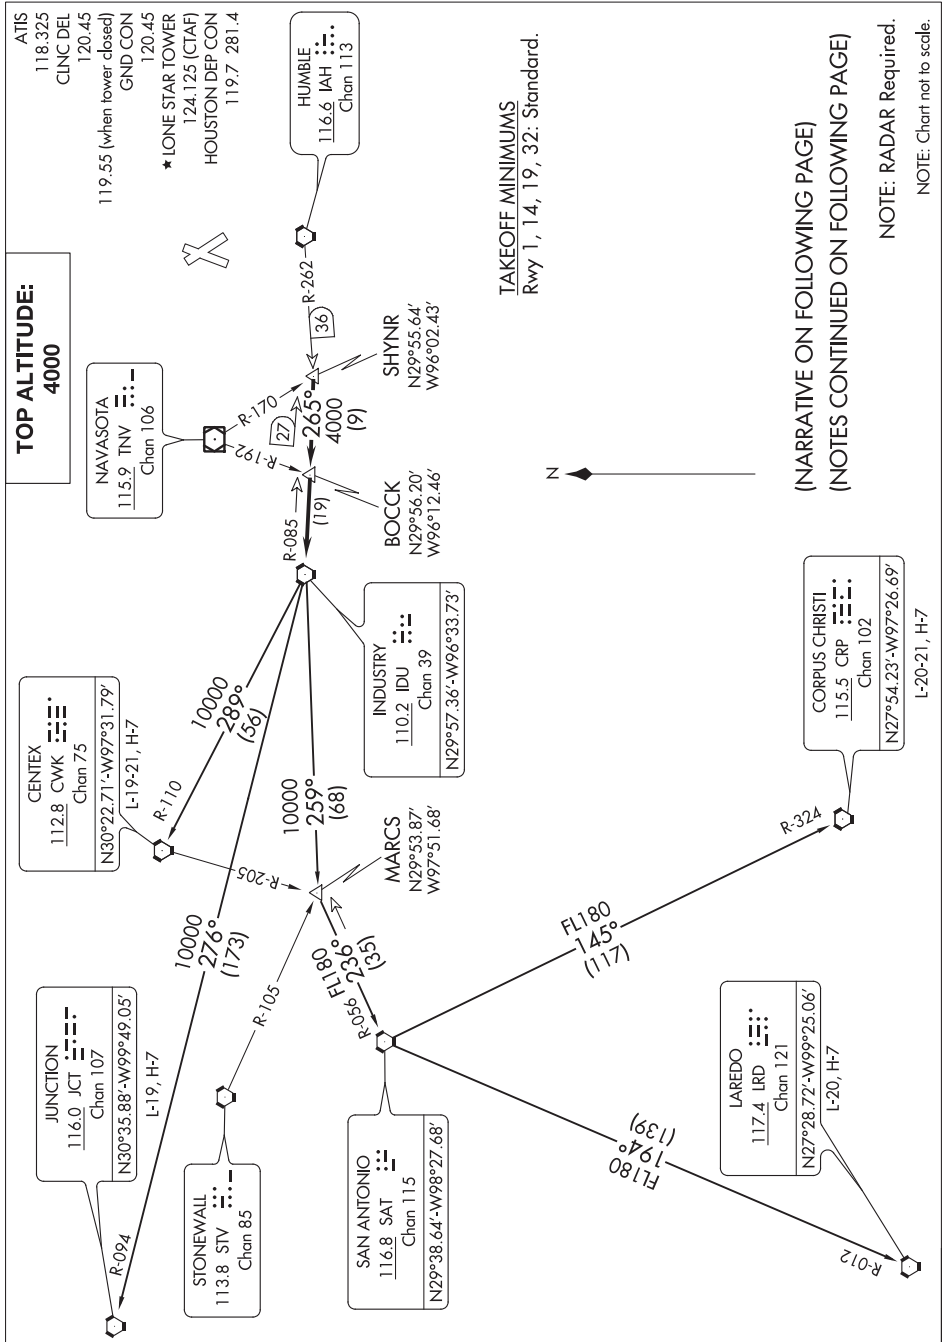 TOP ALTITUDE:
4000
ATIS
118.325
CLNC DEL
120.45
119.55 (when tower closed)
GND CON
120.45
★ LONE STAR TOWER
124.125 (CTAF)
HOUSTON DEP CON
119.7 281.4
JUNCTION
116.0 JCT
Chan 107
N30°35.88′-W99°49.05′
L-19, H-7
R-094
CENTEX
112.8 CWK
Chan 75
N30°22.71′-W97°31.79′
L-19-21, H-7
R-110
R-205
NAVASOTA
115.9 TNV
Chan 106
R-170
R-192
HUMBLE
116.6 IAH
Chan 113
R-262
36
27
265°
4000
(9)
SHYNR
N29°55.64′
W96°02.43′
BOCCK
N29°56.20′
W96°12.46′
R-085
(19)
10000
289°
(56)
10000
276°
(173)
10000
259°
(68)
INDUSTRY
110.2 IDU
Chan 39
N29°57.36′-W96°33.73′
MARCS
N29°53.87′
W97°51.68′
STONEWALL
113.8 STV
Chan 85
R-105
FL180
236°
(35)
R-056
SAN ANTONIO
116.8 SAT
Chan 115
N29°38.64′-W98°27.68′
FL180
145°
(117)
R-324
FL180
194°
(139)
R-012
LAREDO
117.4 LRD
Chan 121
N27°28.72′-W99°25.06′
L-20, H-7
CORPUS CHRISTI
115.5 CRP
Chan 102
N27°54.23′-W97°26.69′
L-20-21, H-7
N
TAKEOFF MINIMUMS
Rwy 1, 14, 19, 32: Standard.
(NARRATIVE ON FOLLOWING PAGE)
(NOTES CONTINUED ON FOLLOWING PAGE)
NOTE: RADAR Required.
NOTE: Chart not to scale.